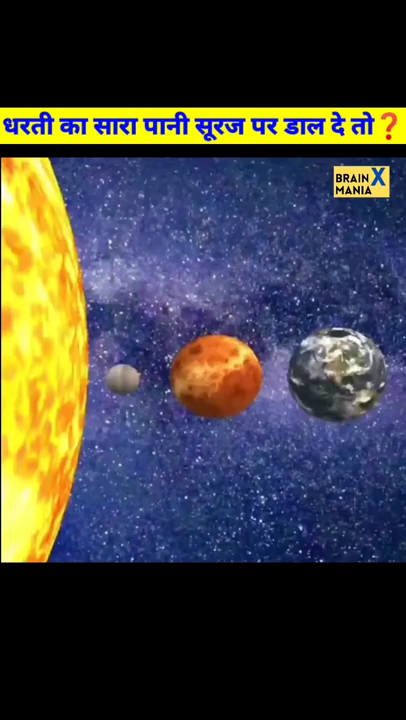 धरती का सारा पानी सूरज पर डाल दे तो❓
BRAIN X
MANIA